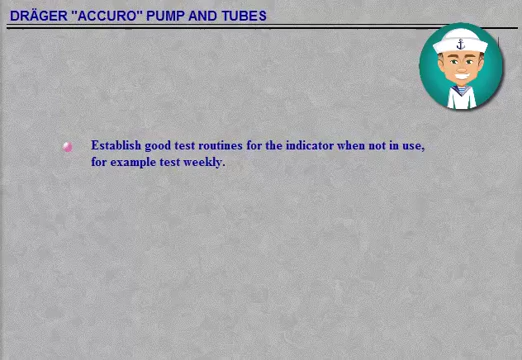 DRÄGER "ACCURO" PUMP AND TUBES
Establish good test routines for the indicator when not in use,
for example test weekly.